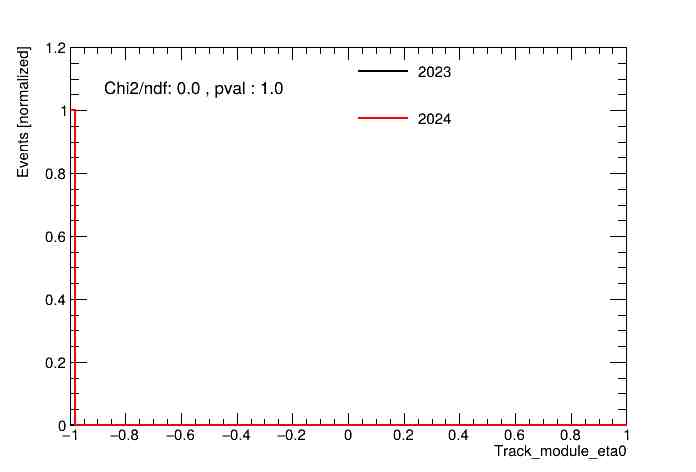 Events [normalized]
1.2
1
0.8
0.6
0.4
0.2
0
Chi2/ndf: 0.0 , pval : 1.0
2023
2024
−1 −0.8 −0.6 −0.4 −0.2 0 0.2 0.4 0.6 0.8 1
Track_module_eta0